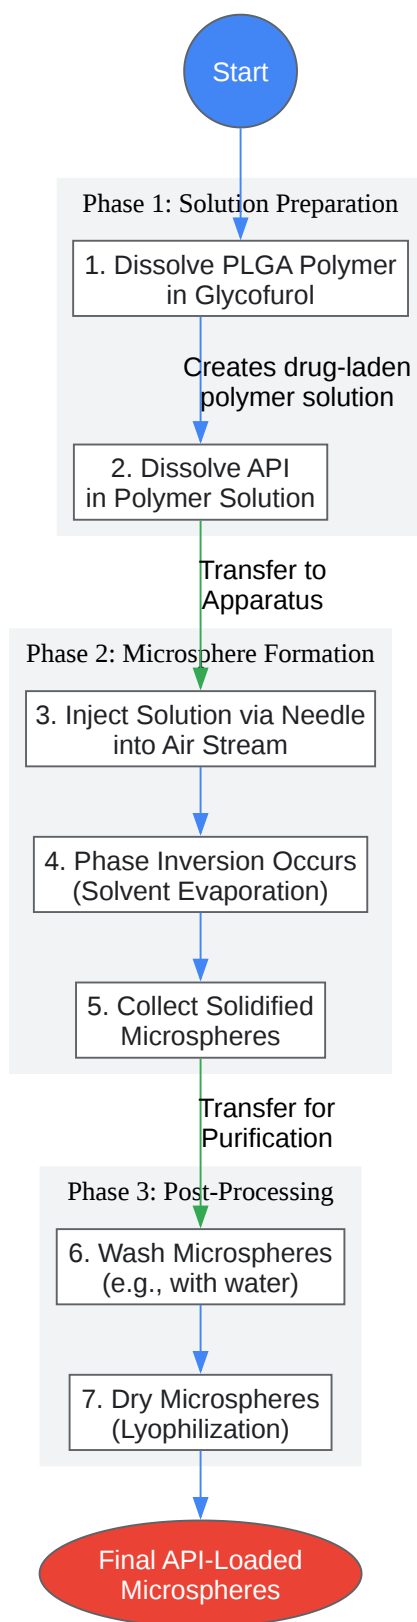 Start
Phase 1: Solution Preparation
1. Dissolve PLGA Polymer
in Glycofurol
Creates drug-laden
polymer solution
2. Dissolve API
in Polymer Solution
Transfer to
Apparatus
Phase 2: Microsphere Formation
3. Inject Solution via Needle
into Air Stream
4. Phase Inversion Occurs
(Solvent Evaporation)
5. Collect Solidified
Microspheres
Transfer for
Purification
Phase 3: Post-Processing
6. Wash Microspheres
(e.g., with water)
7. Dry Microspheres
(Lyophilization)
Final API-Loaded
Microspheres